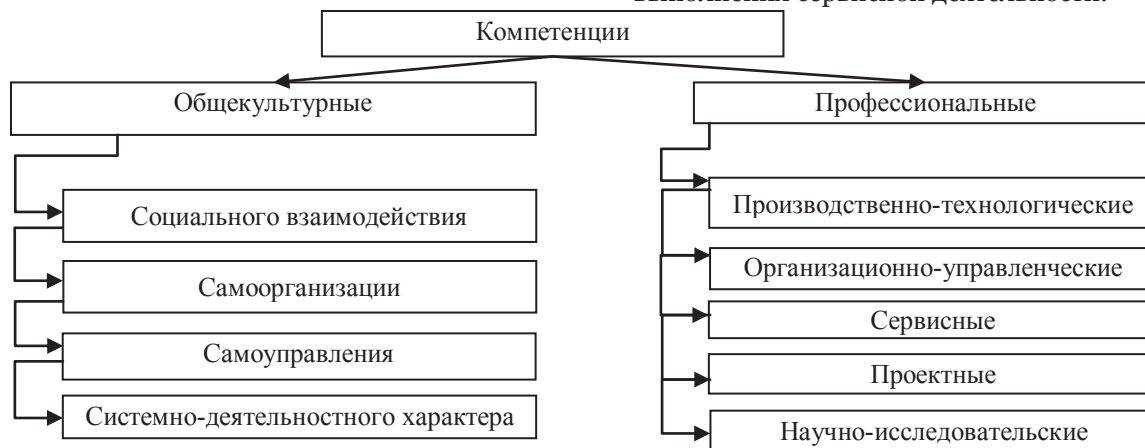 Компетенции
Общекультурные
Социального взаимодействия
Самоорганизации
Самоуправления
Системно-деятельностного характера
Профессиональные
Производственно-технологические
Организационно-управленческие
Сервисные
Проектные
Научно-исследовательские